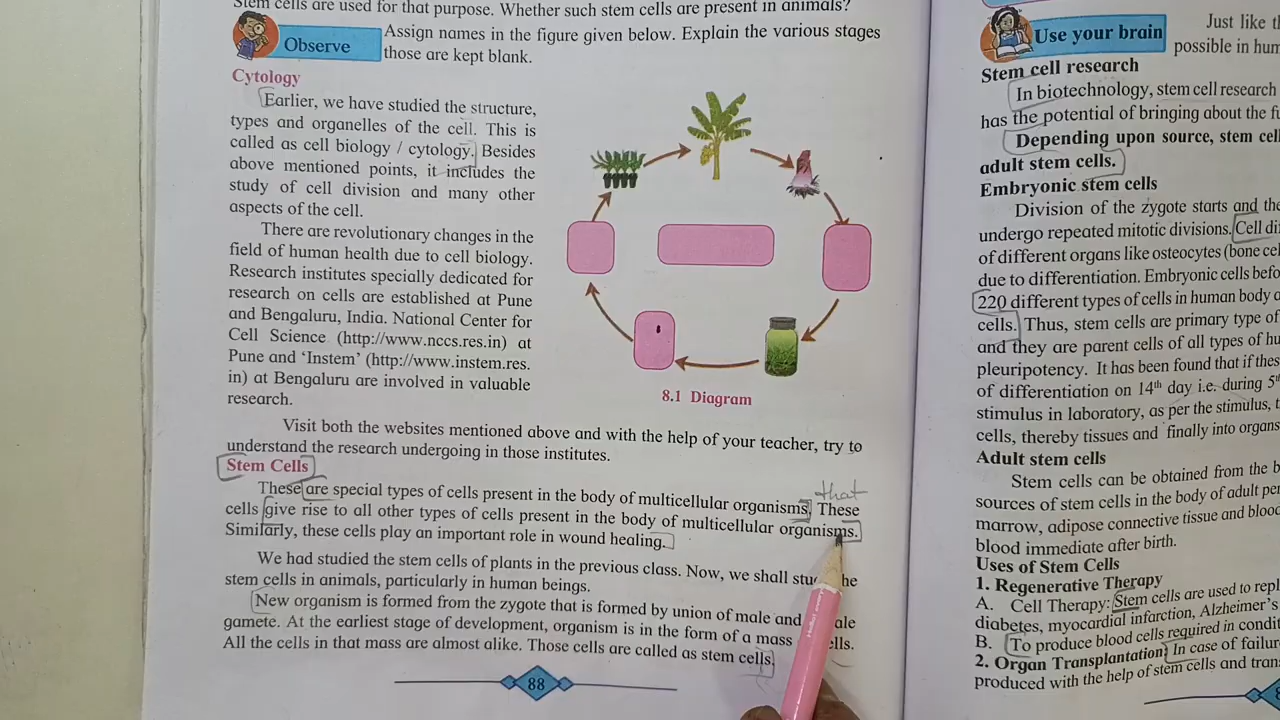 Stem cells are used for that purpose. Whether such stem cells are present in animals?
Observe
Assign names in the figure given below. Explain the various stages
those are kept blank.
Cytology
Earlier, we have studied the structure,
types and organelles of the cell. This is
called as cell biology / cytology. Besides
above mentioned points, it includes the
study of cell division and many other
aspects of the cell.
There are revolutionary changes in the
field of human health due to cell biology.
Research institutes specially dedicated for
research on cells are established at Pune
and Bengaluru, India. National Center for
Cell Science (http://www.nccs.res.in) at
Pune and ‘Instem’ (http://www.instem.res.
in) at Bengaluru are involved in valuable
research.
8.1 Diagram
Visit both the websites mentioned above and with the help of your teacher, try to
understand the research undergoing in those institutes.
Stem Cells
that
These are special types of cells present in the body of multicellular organisms. These
cells give rise to all other types of cells present in the body of multicellular organisms.
Similarly, these cells play an important role in wound healing.
We had studied the stem cells of plants in the previous class. Now, we shall he
stem cells in animals, particularly in human beings.
New organism is formed from the zygote that is formed by union of male and ale
gamete. At the earliest stage of development, organism is in the form of a mass ells.
All the cells in that mass are almost alike. Those cells are called as stem cells.
88
Use your brain
Just like
possible in
Stem cell research
In biotechnology, stem cell research
has the potential of bringing about the
Depending upon source, stem
adult stem cells.
Embryonic stem cells
Division of the zygote starts and the
undergo repeated mitotic divisions. Cell
of different organs like osteocytes (bone
due to differentiation. Embryonic cells
220 different types of cells in human body
cells. Thus, stem cells are primary type of
and they are parent cells of all types of
pleuripotency. It has been found that if
of differentiation on 14th day i.e. during
stimulus in laboratory, as per the stimulus,
cells, thereby tissues and finally into organs
Adult stem cells
Stem cells can be obtained from the
sources of stem cells in the body of adult
marrow, adipose connective tissue and
blood immediate after birth.
Uses of Stem Cells
1. Regenerative Therapy
A. Cell Therapy: Stem cells are used to
diabetes, myocardial infarction, Alzheimer's
B. To produce blood cells required in
2. Organ Transplantation: In case of
produced with the help of stem cells and